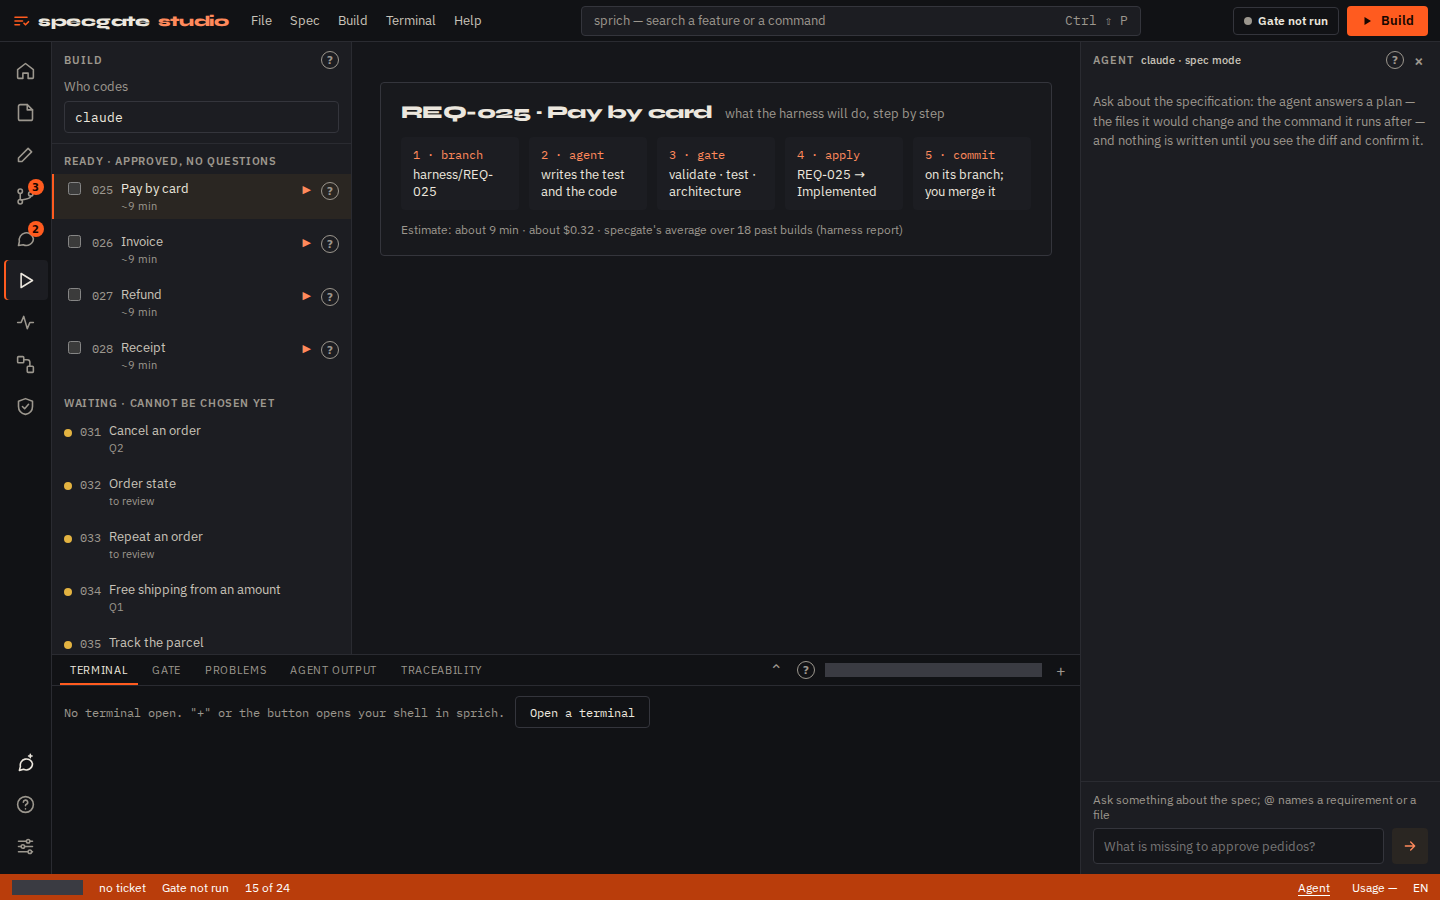 specgate studio
File Spec Build Terminal Help
sprich — search a feature or a command Ctrl ⇧ P
Gate not run
Build
BUILD ?
Who codes
claude
READY · APPROVED, NO QUESTIONS
025 Pay by card ▶ ?
~9 min
026 Invoice ▶ ?
~9 min
027 Refund ▶ ?
~9 min
028 Receipt ▶ ?
~9 min
WAITING · CANNOT BE CHOSEN YET
031 Cancel an order
Q2
032 Order state
to review
033 Repeat an order
to review
034 Free shipping from an amount
Q1
035 Track the parcel
3
2
REQ-025 · Pay by card what the harness will do, step by step
1 · branch
harness/REQ-
025
2 · agent
writes the test
and the code
3 · gate
validate · test ·
architecture
4 · apply
REQ-025 →
Implemented
5 · commit
on its branch;
you merge it
Estimate: about 9 min · about $0.32 · specgate's average over 18 past builds (harness report)
TERMINAL GATE PROBLEMS AGENT OUTPUT TRACEABILITY ^ ? +
No terminal open. "+" or the button opens your shell in sprich. Open a terminal
AGENT claude · spec mode ? ×
Ask about the specification: the agent answers a plan —
the files it would change and the command it runs after —
and nothing is written until you see the diff and confirm it.
Ask something about the spec; @ names a requirement or a
file
What is missing to approve pedidos? →
no ticket Gate not run 15 of 24
Agent Usage — EN